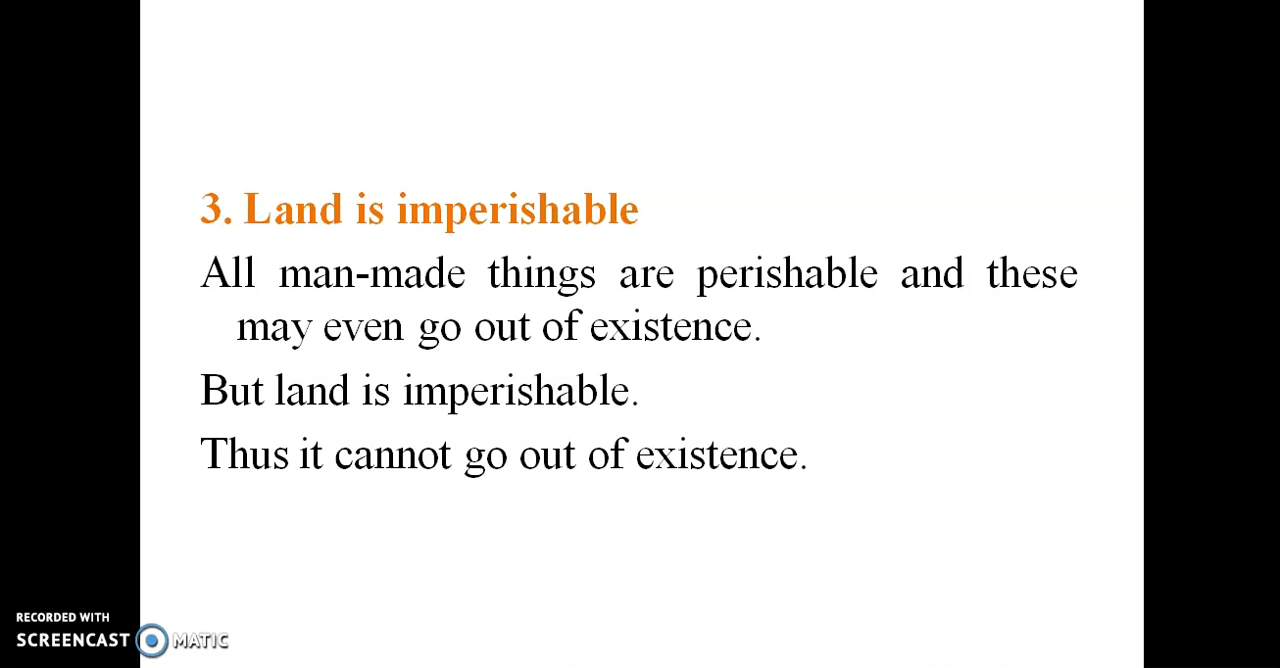 3. Land is imperishable
All man-made things are perishable and these
may even go out of existence.
But land is imperishable.
Thus it cannot go out of existence.
RECORDED WITH
SCREENCAST MATIC